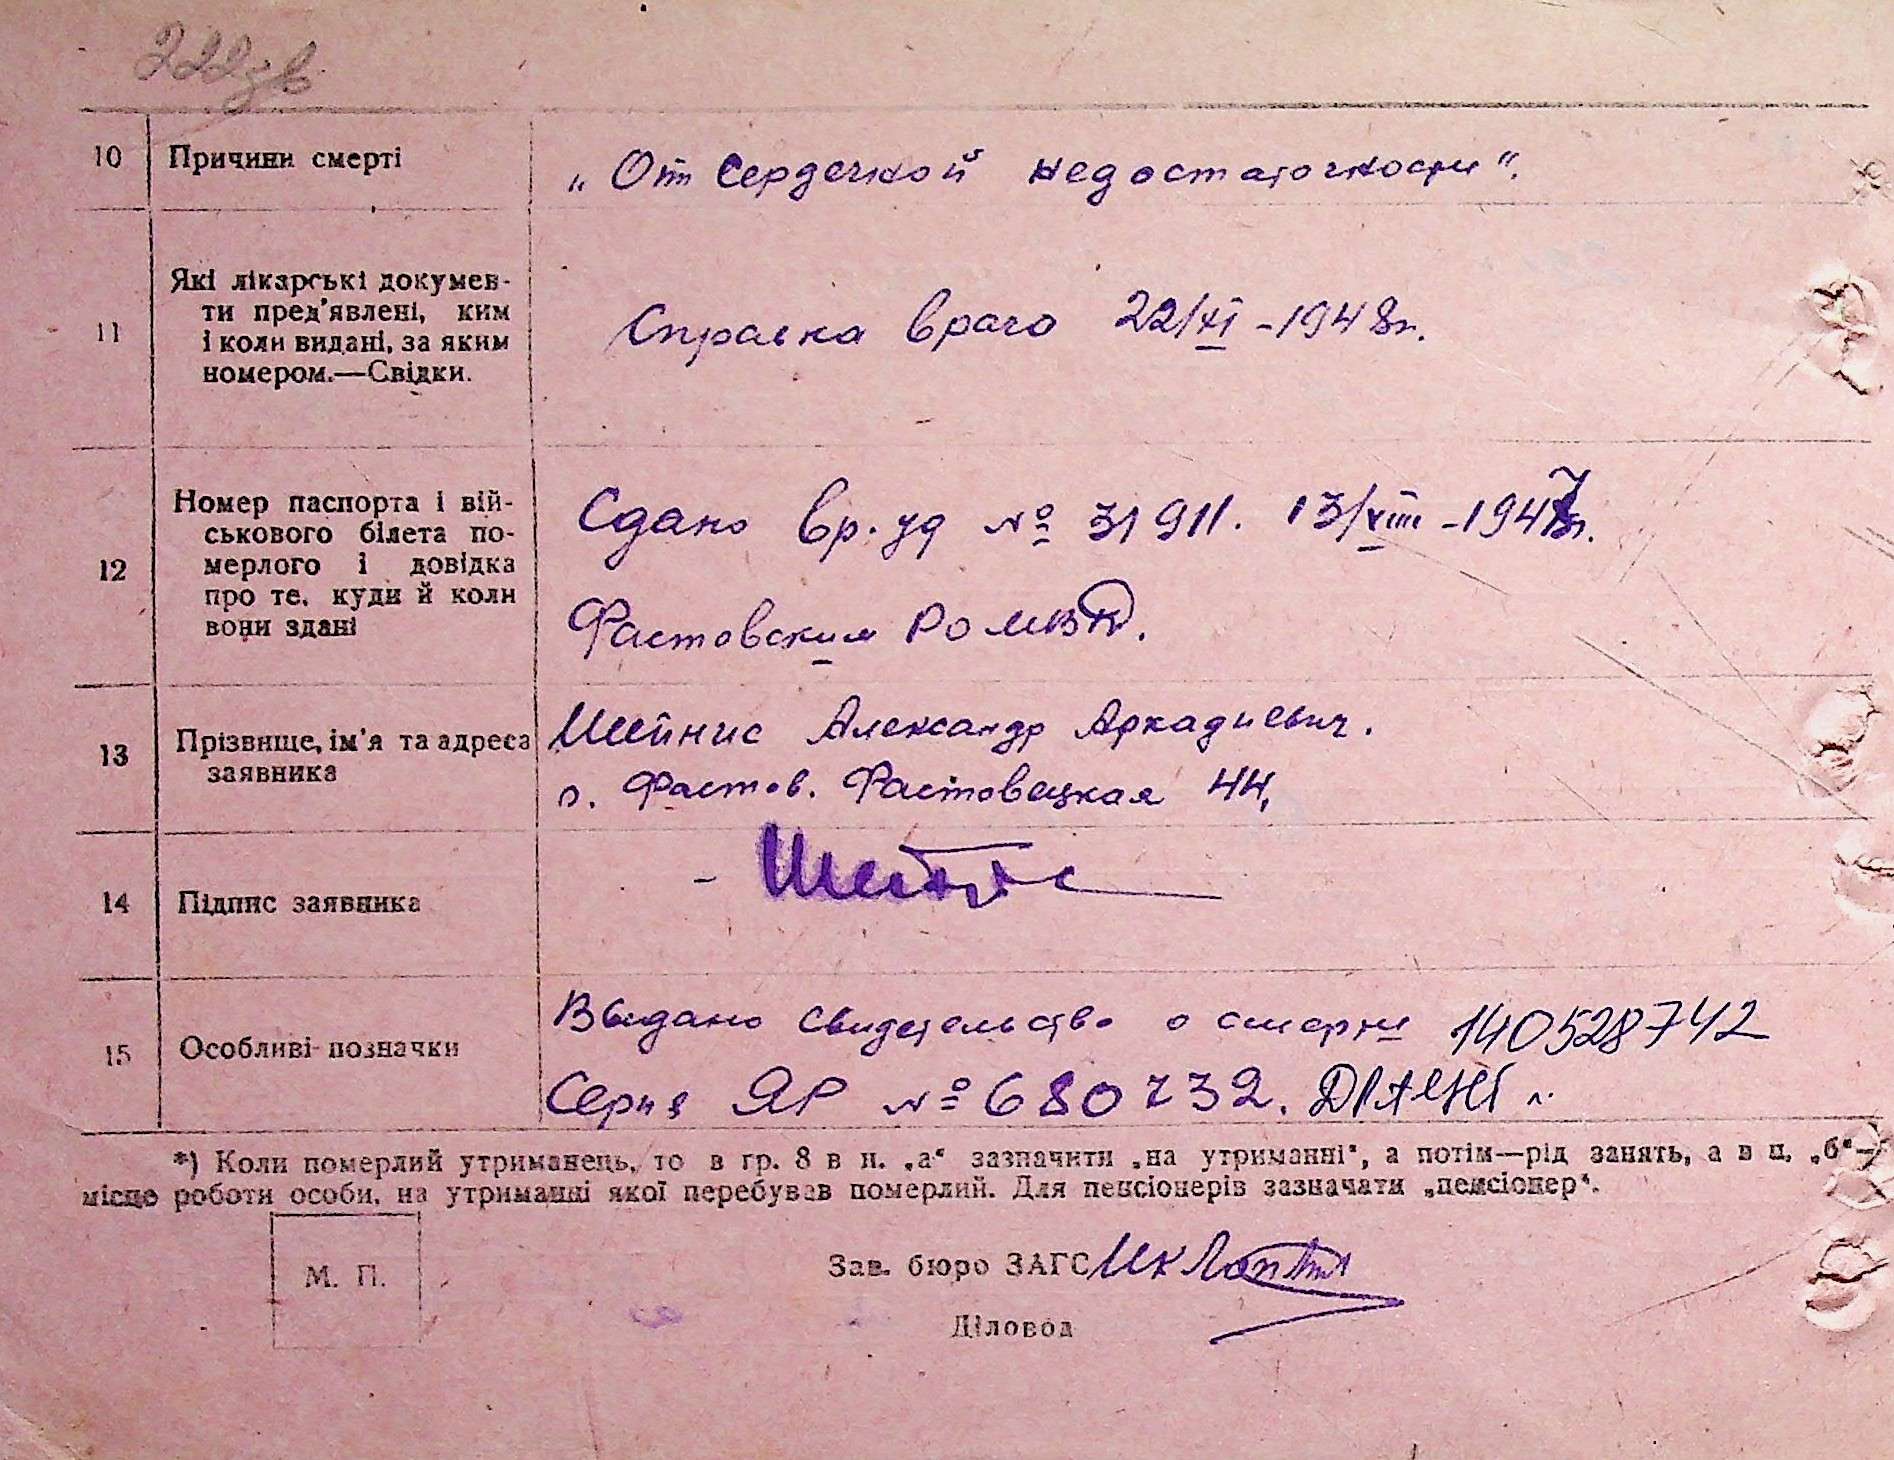 222зв
10 Причини смерті „От Сердечной недостаточности“.
11 Які лікарські докумен-
ти пред’явлені, ким
і коли видані, за яким
номером.—Свідки.
Справка врача 22/XI -1948г.
12 Номер паспорта і вій-
ськового білета по-
мерлого і довідка
про те, куди й коли
вони здані
Сдано вр. уд № 31911. 13/VIII -1947г.
Фастовским РО МВД.
13 Прізвище, ім’я та адреса
заявника
Шейнис Александр Аркадиевич.
г. Фастов. Фастовецкая 44,
14 Підпис заявника
15 Особливі позначки
Выдано свидетельство о смерти 140528742
Серия ЯР № 680732.
*) Коли померлий утриманець, то в гр. 8 в п. „а“ зазначити „на утриманні“, а потім—рід занять, а в п. „б“—
місце роботи особи, на утриманні якої перебував померлий. Для пенсіонерів зазначати „пенсіонер“.
М. П.
Зав. бюро ЗАГС
Діловод